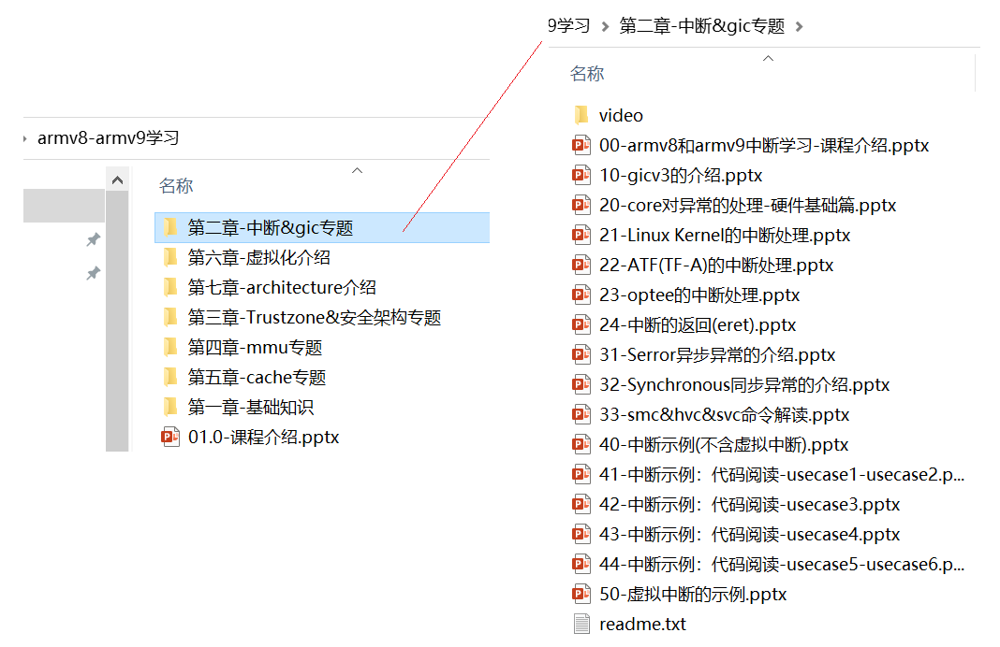 armv8-armv9学习
名称
第二章-中断&gic专题
第六章-虚拟化介绍
第七章-architecture介绍
第三章-Trustzone&安全架构专题
第四章-mmu专题
第五章-cache专题
第一章-基础知识
01.0-课程介绍.pptx
9学习 > 第二章-中断&gic专题 >
名称
video
00-armv8和armv9中断学习-课程介绍.pptx
10-gicv3的介绍.pptx
20-core对异常的处理-硬件基础篇.pptx
21-Linux Kernel的中断处理.pptx
22-ATF(TF-A)的中断处理.pptx
23-optee的中断处理.pptx
24-中断的返回(eret).pptx
31-Serror异步异常的介绍.pptx
32-Synchronous同步异常的介绍.pptx
33-smc&hvc&svc命令解读.pptx
40-中断示例(不含虚拟中断).pptx
41-中断示例：代码阅读-usecase1-usecase2.p...
42-中断示例：代码阅读-usecase3.pptx
43-中断示例：代码阅读-usecase4.pptx
44-中断示例：代码阅读-usecase5-usecase6.p...
50-虚拟中断的示例.pptx
readme.txt